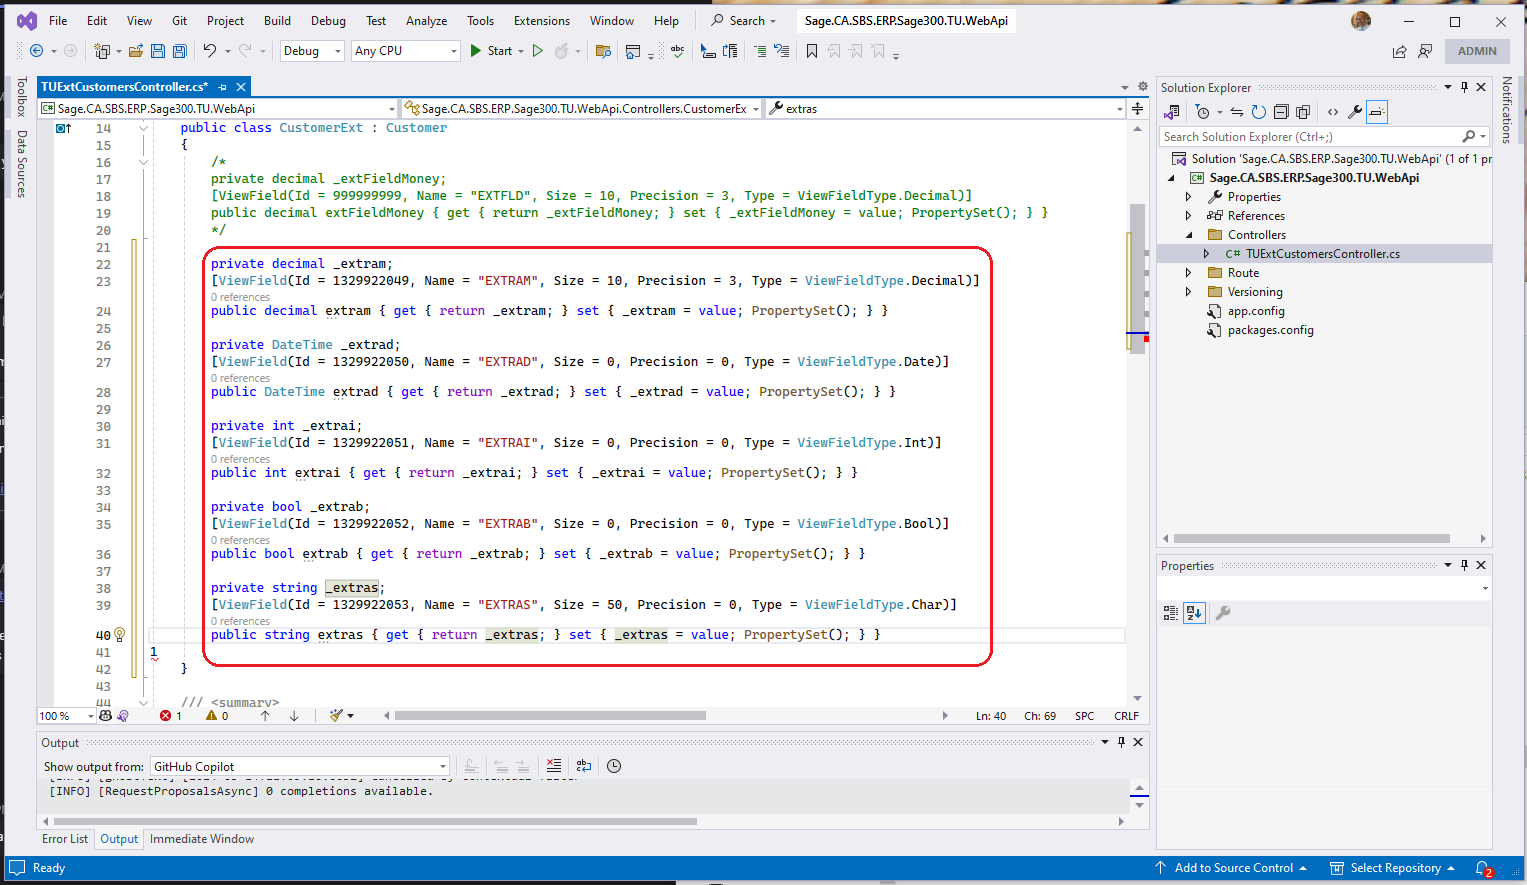 File Edit View Git Project Build Debug Test Analyze Tools Extensions Window Help Search Sage.CA.SBS.ERP.Sage300.TU.WebApi
Debug Any CPU Start ADMIN
Toolbox
Data Sources
TUExtCustomersController.cs*
Sage.CA.SBS.ERP.Sage300.TU.WebApi Sage.CA.SBS.ERP.Sage300.TU.WebApi.Controllers.CustomerEx extras
14 public class CustomerExt : Customer
15 {
16 /*
17 private decimal _extFieldMoney;
18 [ViewField(Id = 999999999, Name = "EXTFLD", Size = 10, Precision = 3, Type = ViewFieldType.Decimal)]
19 public decimal extFieldMoney { get { return _extFieldMoney; } set { _extFieldMoney = value; PropertySet(); } }
20 */
21
22 private decimal _extram;
23 [ViewField(Id = 1329922049, Name = "EXTRAM", Size = 10, Precision = 3, Type = ViewFieldType.Decimal)]
0 references
24 public decimal extram { get { return _extram; } set { _extram = value; PropertySet(); } }
25
26 private DateTime _extrad;
27 [ViewField(Id = 1329922050, Name = "EXTRAD", Size = 0, Precision = 0, Type = ViewFieldType.Date)]
0 references
28 public DateTime extrad { get { return _extrad; } set { _extrad = value; PropertySet(); } }
29
30 private int _extrai;
31 [ViewField(Id = 1329922051, Name = "EXTRAI", Size = 0, Precision = 0, Type = ViewFieldType.Int)]
0 references
32 public int extrai { get { return _extrai; } set { _extrai = value; PropertySet(); } }
33
34 private bool _extrab;
35 [ViewField(Id = 1329922052, Name = "EXTRAB", Size = 0, Precision = 0, Type = ViewFieldType.Bool)]
0 references
36 public bool extrab { get { return _extrab; } set { _extrab = value; PropertySet(); } }
37
38 private string _extras;
39 [ViewField(Id = 1329922053, Name = "EXTRAS", Size = 50, Precision = 0, Type = ViewFieldType.Char)]
0 references
40 public string extras { get { return _extras; } set { _extras = value; PropertySet(); } }
41 1
42 }
43
44 /// <summary>
100 % 1 0 Ln: 40 Ch: 69 SPC CRLF
Output
Show output from: GitHub Copilot
[INFO] [RequestProposalsAsync] 0 completions available.
Error List Output Immediate Window
Solution Explorer
Search Solution Explorer (Ctrl+;)
Solution 'Sage.CA.SBS.ERP.Sage300.TU.WebApi' (1 of 1 pr
Sage.CA.SBS.ERP.Sage300.TU.WebApi
Properties
References
Controllers
C# TUExtCustomersController.cs
Route
Versioning
app.config
packages.config
Properties
Notifications
Ready Add to Source Control Select Repository 2